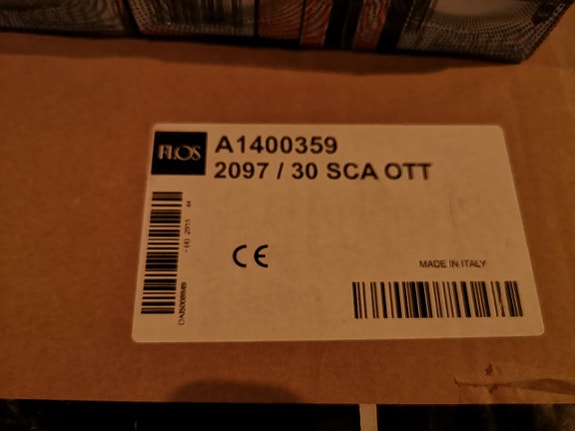 FLOS
A1400359
2097 / 30 SCA OTT
CE
MADE IN ITALY